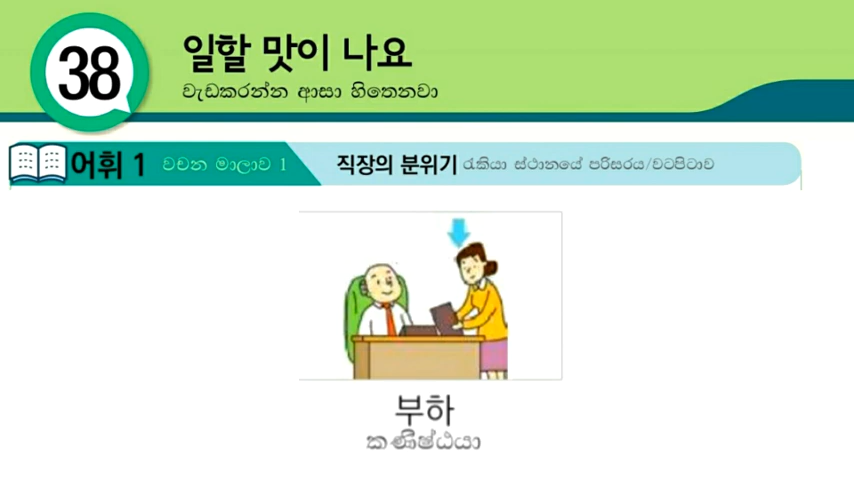 38
일할 맛이 나요
වැඩකරන්න ආසා හිතෙනවා
어휘 1 වචන මාලාව 1 직장의 분위기 රැකියා ස්ථානයේ පරිසරය/වටපිටාව
부하
කණිෂ්ඨයා